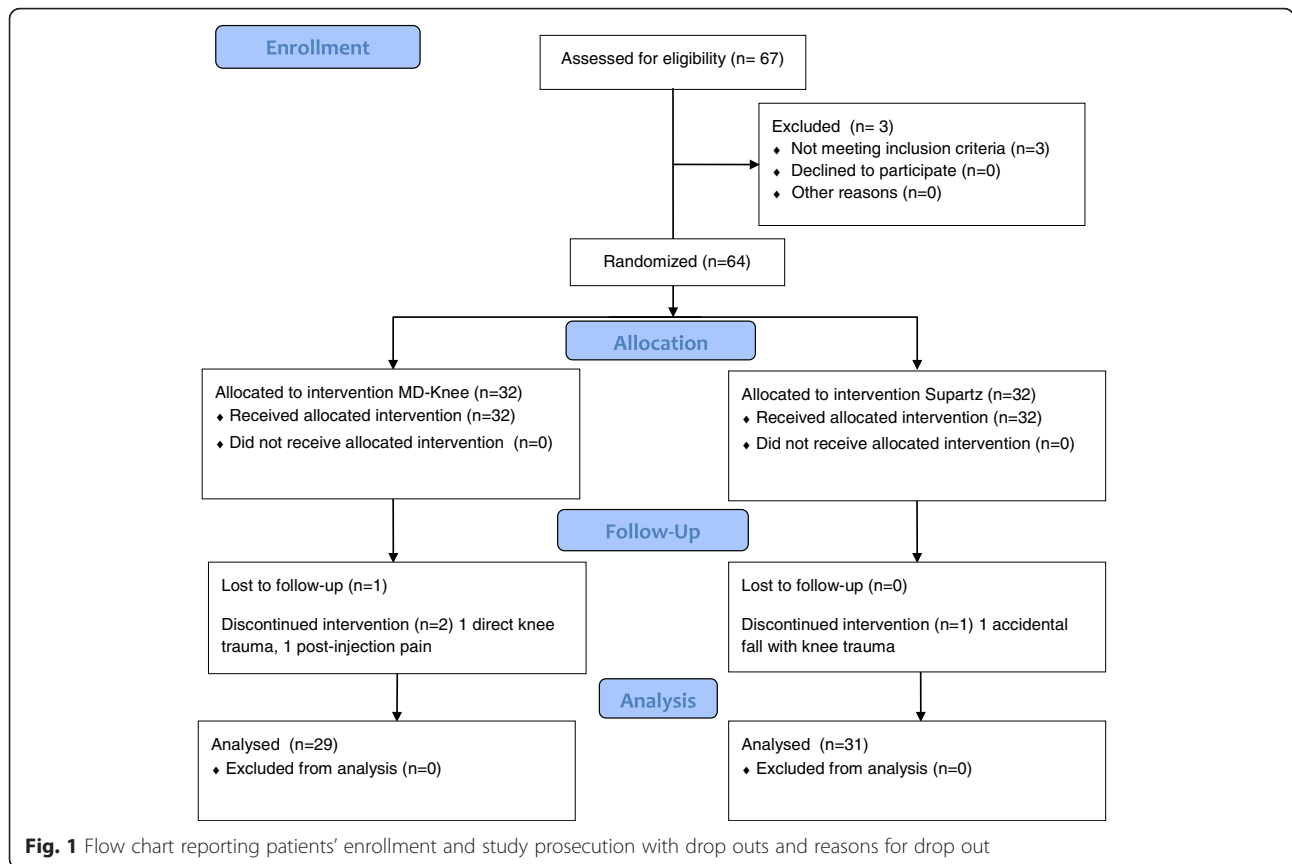 Enrollment
Assessed for eligibility (n= 67)
Excluded (n= 3)
♦ Not meeting inclusion criteria (n=3)
♦ Declined to participate (n=0)
♦ Other reasons (n=0)
Randomized (n=64)
Allocation
Allocated to intervention MD-Knee (n=32)
♦ Received allocated intervention (n=32)
♦ Did not receive allocated intervention (n=0)
Allocated to intervention Supartz (n=32)
♦ Received allocated intervention (n=32)
♦ Did not receive allocated intervention (n=0)
Follow-Up
Lost to follow-up (n=1)
Discontinued intervention (n=2) 1 direct knee
trauma, 1 post-injection pain
Lost to follow-up (n=0)
Discontinued intervention (n=1) 1 accidental
fall with knee trauma
Analysis
Analysed (n=29)
♦ Excluded from analysis (n=0)
Analysed (n=31)
♦ Excluded from analysis (n=0)
Fig. 1 Flow chart reporting patients' enrollment and study prosecution with drop outs and reasons for drop out